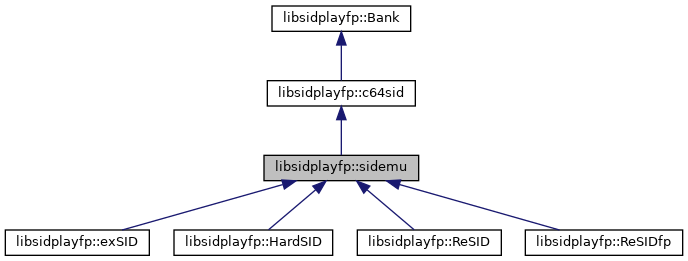 libsidplayfp::Bank
libsidplayfp::c64sid
libsidplayfp::sidemu
libsidplayfp::exSID
libsidplayfp::HardSID
libsidplayfp::ReSID
libsidplayfp::ReSIDfp